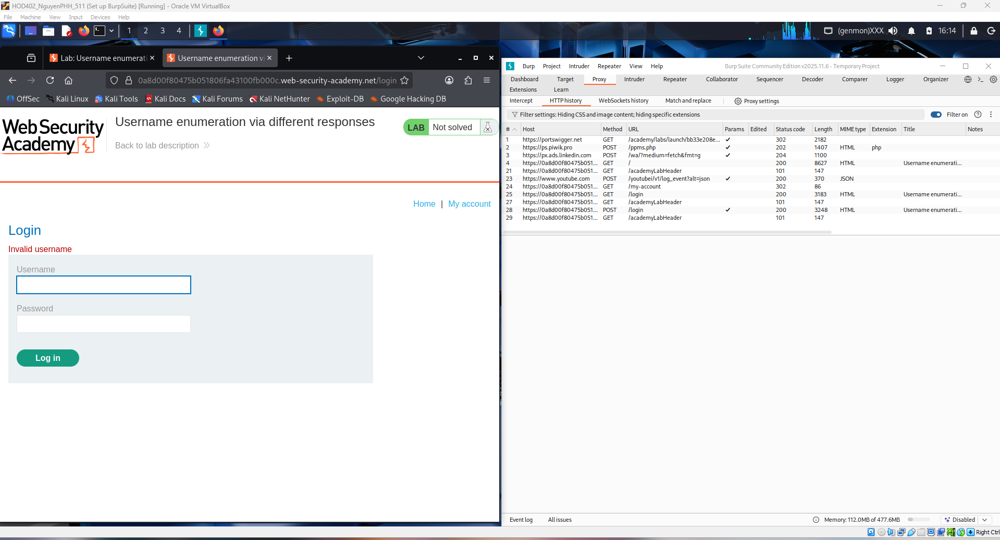 HOD402_NguyenPHH_511 (Set up BurpSuite) [Running] - Oracle VM VirtualBox
File Machine View Input Devices Help
1 2 3 4 (genmon)XXX 16:14
Lab: Username enumerati Username enumeration vi
0a8d00f80475b051806fa43100fb000c.web-security-academy.net/login
OffSec Kali Linux Kali Tools Kali Docs Kali Forums Kali NetHunter Exploit-DB Google Hacking DB
Web Security
Academy
Username enumeration via different responses
LAB Not solved
Back to lab description
Home | My account
Login
Invalid username
Username
Password
Log in
Burp Project Intruder Repeater View Help Burp Suite Community Edition v2025.11.6 - Temporary Project
Dashboard Target Proxy Intruder Repeater Collaborator Sequencer Decoder Comparer Logger Organizer
Extensions Learn
Intercept HTTP history WebSockets history Match and replace Proxy settings
Filter settings: Hiding CSS and image content; hiding specific extensions Filter on
# Host Method URL Params Edited Status code Length MIME type Extension Title Notes
1 https://portswigger.net GET /academy/labs/launch/bb33e208e... ✓ 302 2182
2 https://ps.piwik.pro POST /ppms.php ✓ 202 1407 HTML php
3 https://px.ads.linkedin.com POST /wa/?medium=fetch&fmt=g ✓ 204 1100
4 https://0a8d00f80475b051... GET / 200 8627 HTML Username enumerati...
21 https://0a8d00f80475b051... GET /academyLabHeader 101 147
23 https://www.youtube.com POST /youtubei/v1/log_event?alt=json ✓ 200 370 JSON
24 https://0a8d00f80475b051... GET /my-account 302 86
25 https://0a8d00f80475b051... GET /login 200 3183 HTML Username enumerati...
27 https://0a8d00f80475b051... GET /academyLabHeader 101 147
28 https://0a8d00f80475b051... POST /login ✓ 200 3248 HTML Username enumerati...
29 https://0a8d00f80475b051... GET /academyLabHeader 101 147
Event log All issues Memory: 112.0MB of 477.6MB Disabled
Right Ctrl